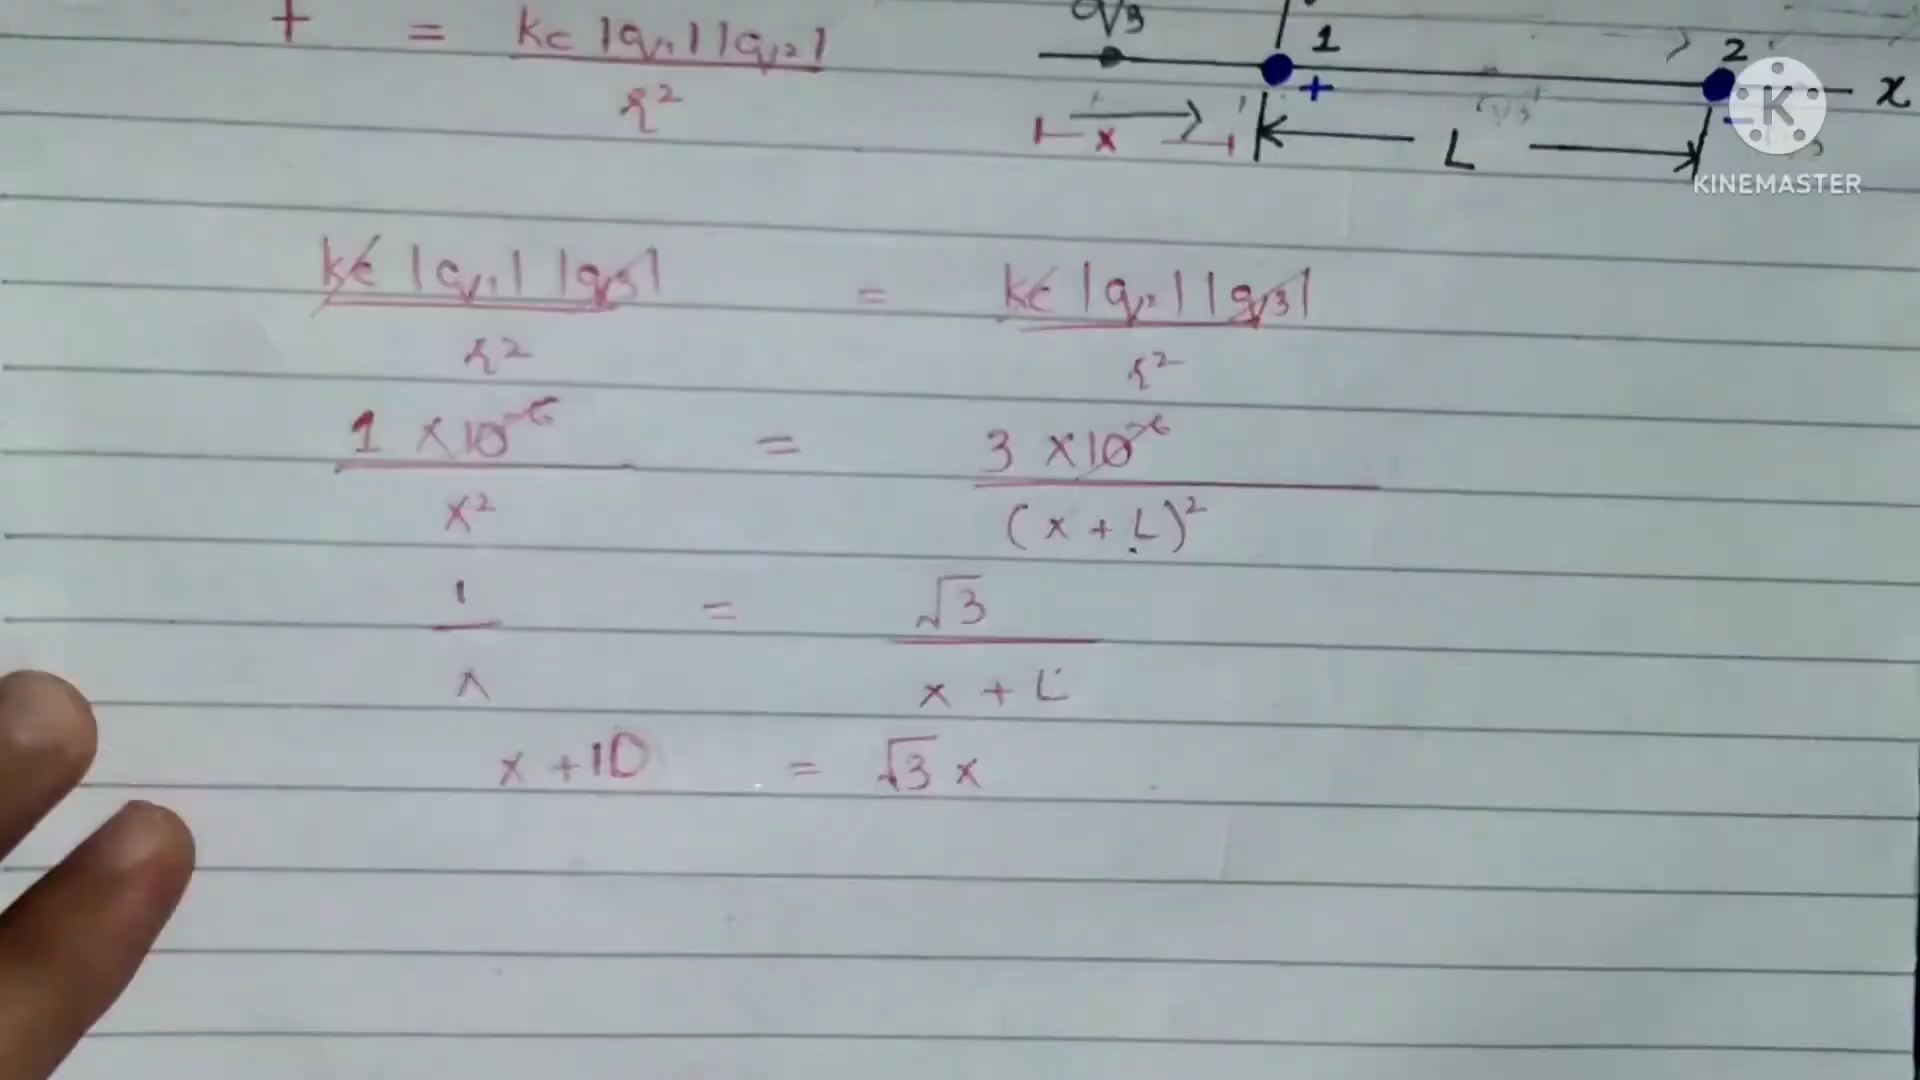 F = kc |q₁| |q₂|
r²
q₃
1
2
+
−
x
x
L
KINEMASTER
kc |q₁| |q₃| = kc |q₂| |q₃|
r² r²
1 × 10⁻⁶ = 3 × 10⁻⁶
x² (x + L)²
1 = √3
x x + L
x + 10 = √3 x